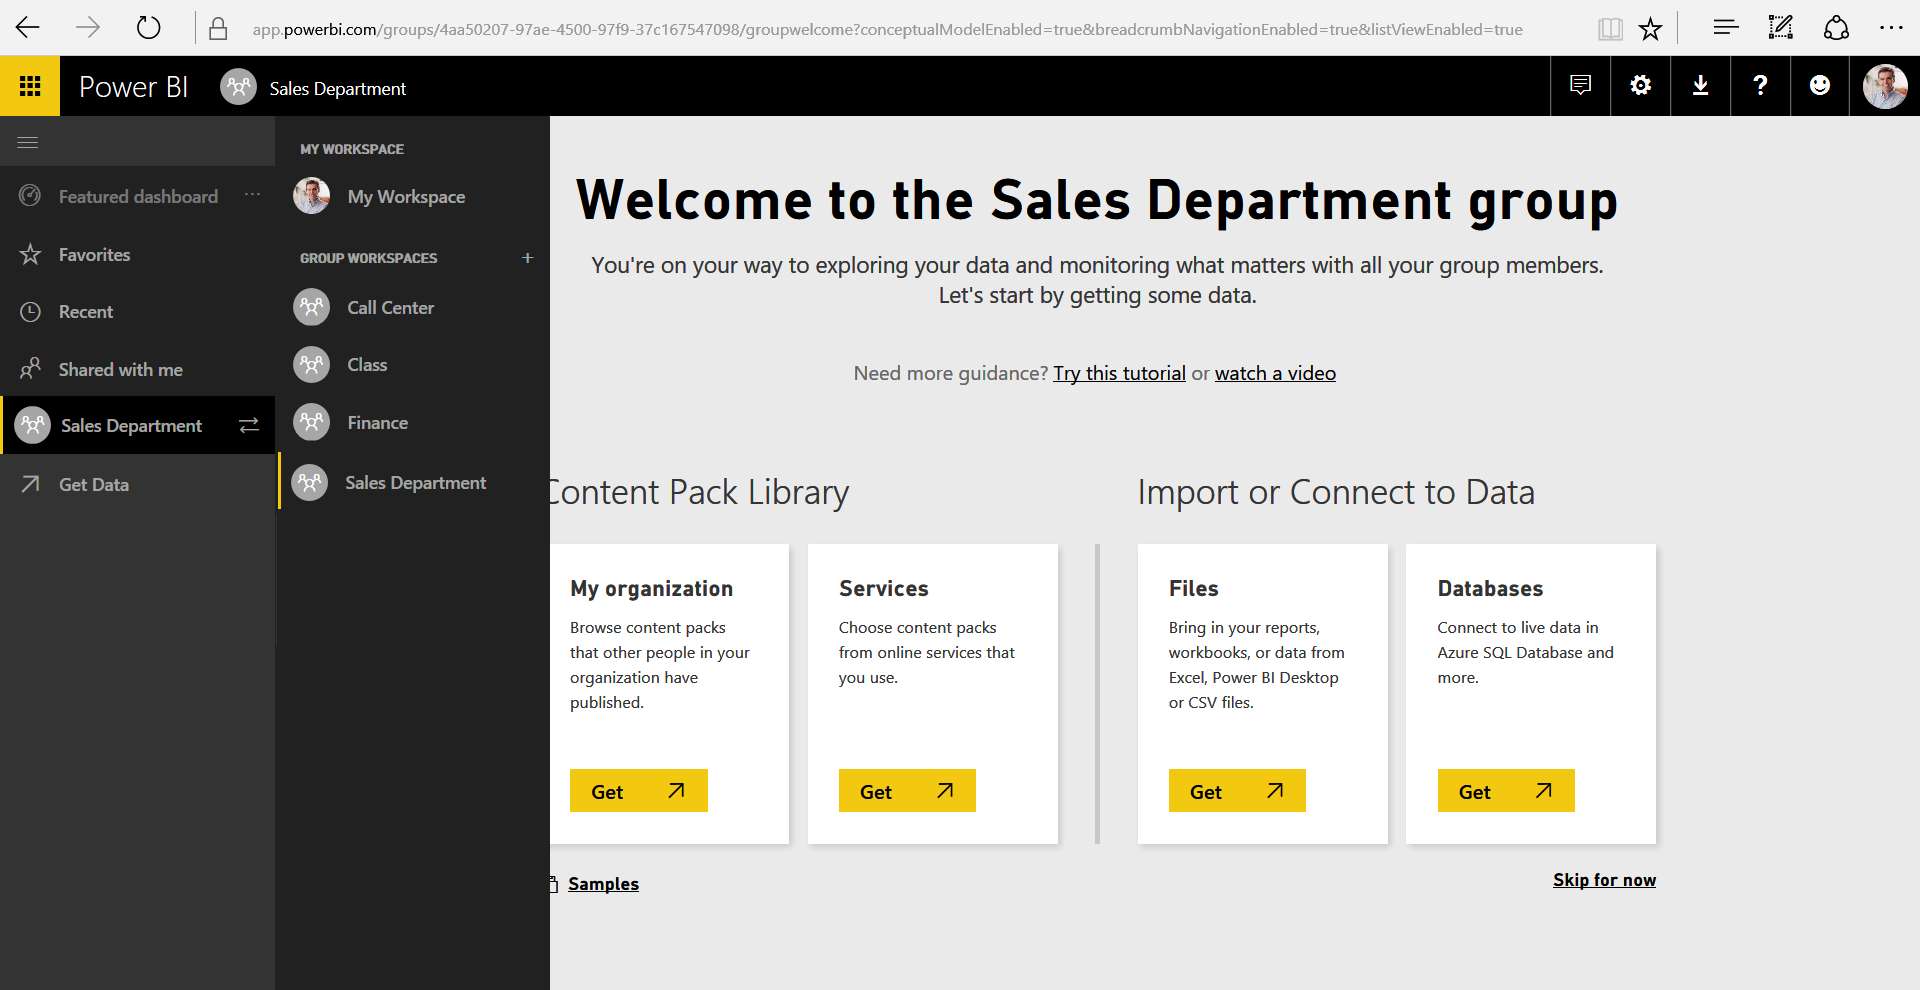 app.powerbi.com/groups/4aa50207-97ae-4500-97f9-37c167547098/groupwelcome?conceptualModelEnabled=true&breadcrumbNavigationEnabled=true&listViewEnabled=true
Power BI
Sales Department
Featured dashboard
Favorites
Recent
Shared with me
Sales Department
Get Data
MY WORKSPACE
My Workspace
GROUP WORKSPACES +
Call Center
Class
Finance
Sales Department
Welcome to the Sales Department group
You're on your way to exploring your data and monitoring what matters with all your group members.
Let's start by getting some data.
Need more guidance? Try this tutorial or watch a video
Content Pack Library
My organization
Browse content packs
that other people in your
organization have
published.
Get
Services
Choose content packs
from online services that
you use.
Get
Import or Connect to Data
Files
Bring in your reports,
workbooks, or data from
Excel, Power BI Desktop
or CSV files.
Get
Databases
Connect to live data in
Azure SQL Database and
more.
Get
Samples
Skip for now